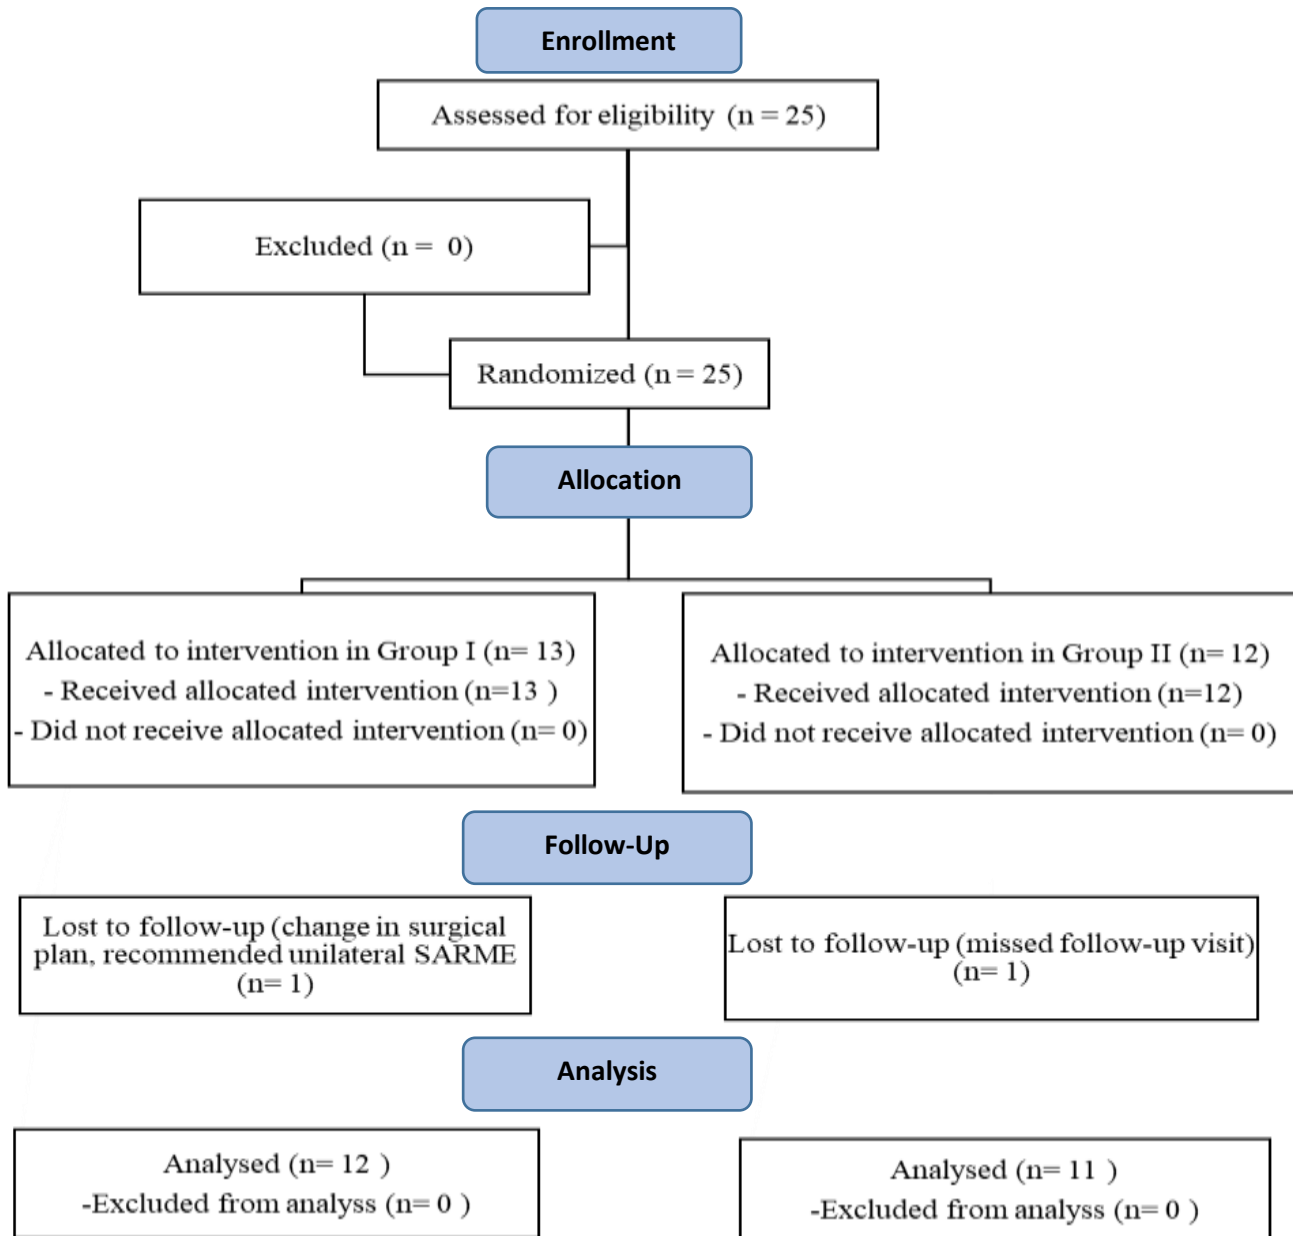 Enrollment
Assessed for eligibility (n = 25)
Excluded (n = 0)
Randomized (n = 25)
Allocation
Allocated to intervention in Group I (n= 13)
- Received allocated intervention (n=13 )
- Did not receive allocated intervention (n= 0)
Allocated to intervention in Group II (n= 12)
- Received allocated intervention (n=12)
- Did not receive allocated intervention (n= 0)
Follow-Up
Lost to follow-up (change in surgical
plan, recommended unilateral SARME
(n= 1)
Lost to follow-up (missed follow-up visit)
(n= 1)
Analysis
Analysed (n= 12 )
-Excluded from analyss (n= 0 )
Analysed (n= 11 )
-Excluded from analyss (n= 0 )